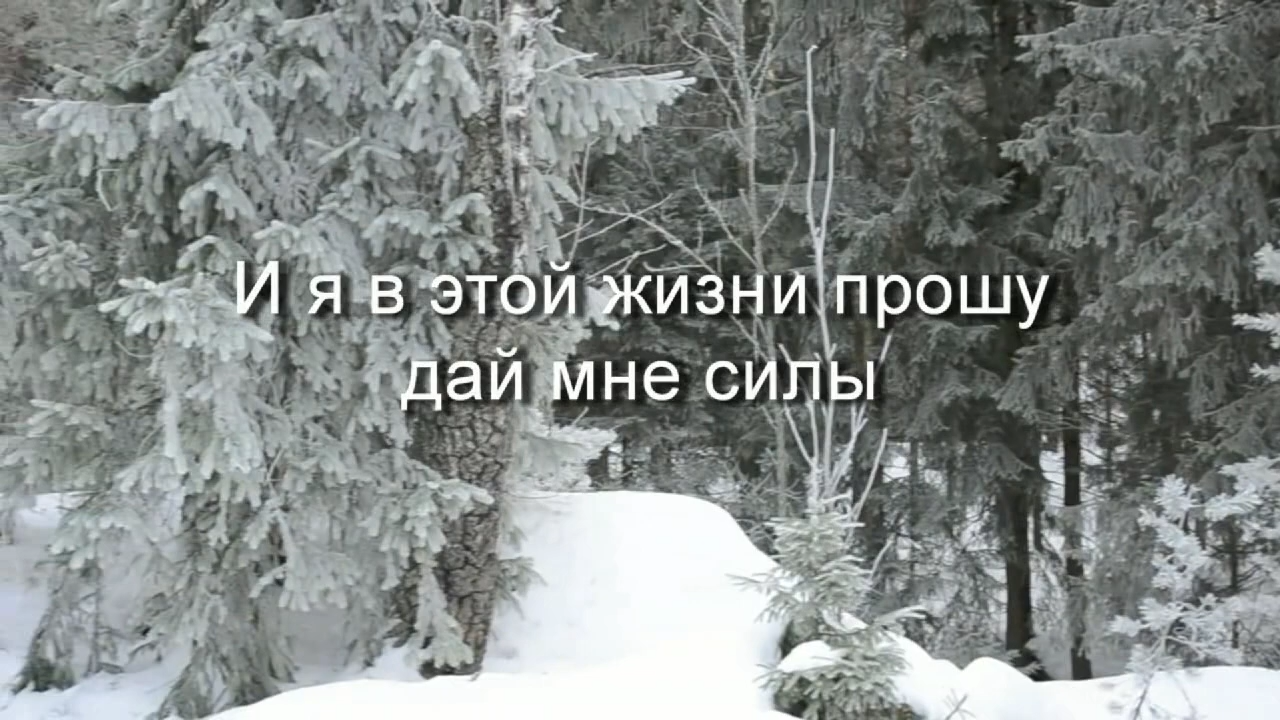 И я в этой жизни прошу
дай мне силы